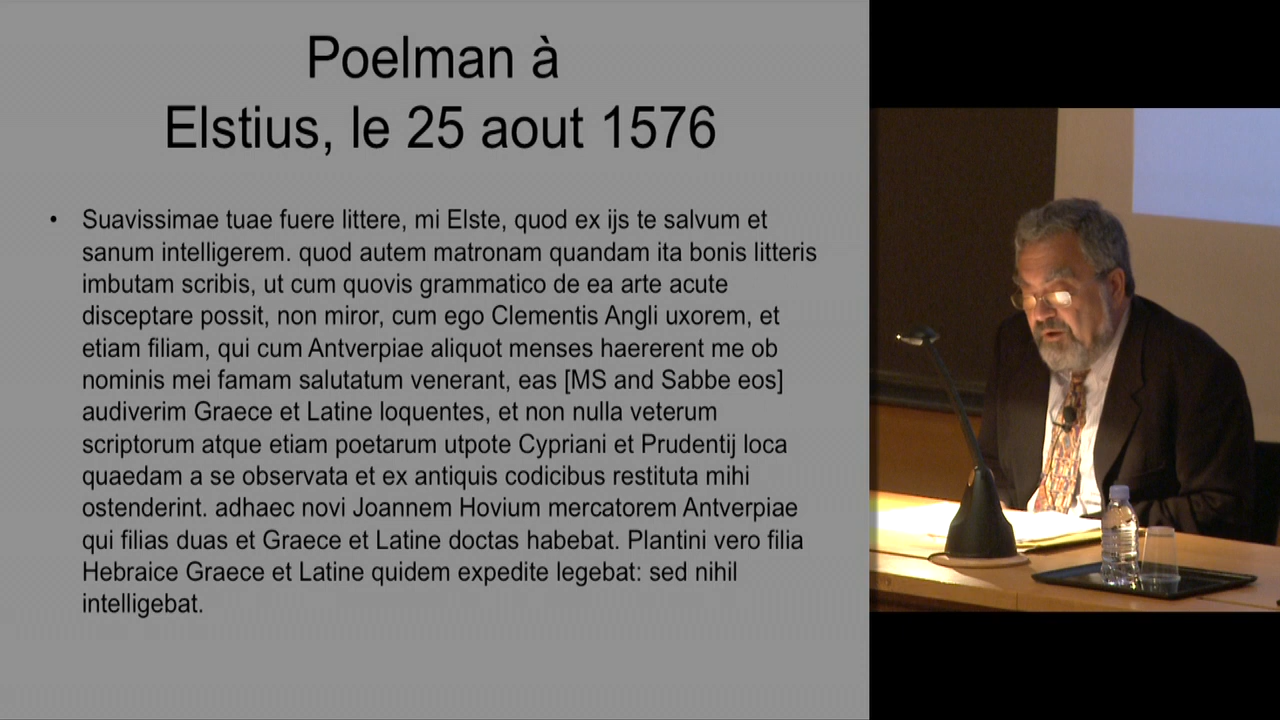 Poelman à
Elstius, le 25 aout 1576
• Suavissimae tuae fuere littere, mi Elste, quod ex ijs te salvum et
sanum intelligerem. quod autem matronam quandam ita bonis litteris
imbutam scribis, ut cum quovis grammatico de ea arte acute
disceptare possit, non miror, cum ego Clementis Angli uxorem, et
etiam filiam, qui cum Antverpiae aliquot menses haererent me ob
nominis mei famam salutatum venerant, eas [MS and Sabbe eos]
audiverim Graece et Latine loquentes, et non nulla veterum
scriptorum atque etiam poetarum utpote Cypriani et Prudentij loca
quaedam a se observata et ex antiquis codicibus restituta mihi
ostenderint. adhaec novi Joannem Hovium mercatorem Antverpiae
qui filias duas et Graece et Latine doctas habebat. Plantini vero filia
Hebraice Graece et Latine quidem expedite legebat: sed nihil
intelligebat.